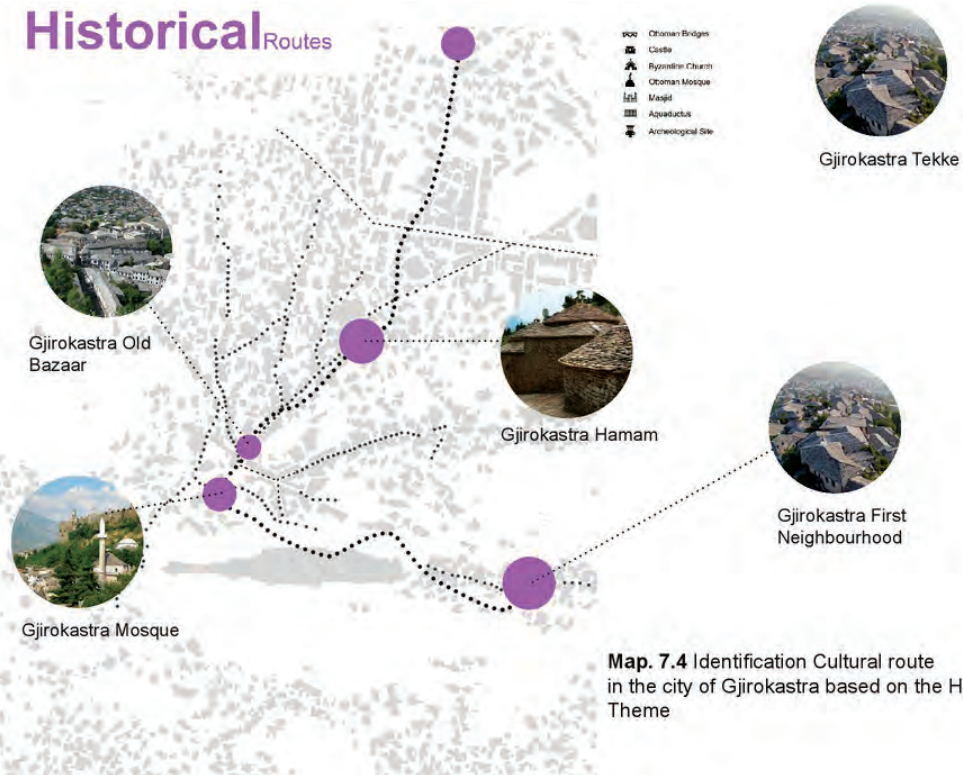 Historical Routes
Ottoman Bridges
Castle
Byzantine Church
Ottoman Mosque
Masjid
Aquaductus
Archeological Site
Gjirokastra Tekke
Gjirokastra Old
Bazaar
Gjirokastra Hamam
Gjirokastra First
Neighbourhood
Gjirokastra Mosque
Map. 7.4 Identification Cultural route
in the city of Gjirokastra based on the H
Theme